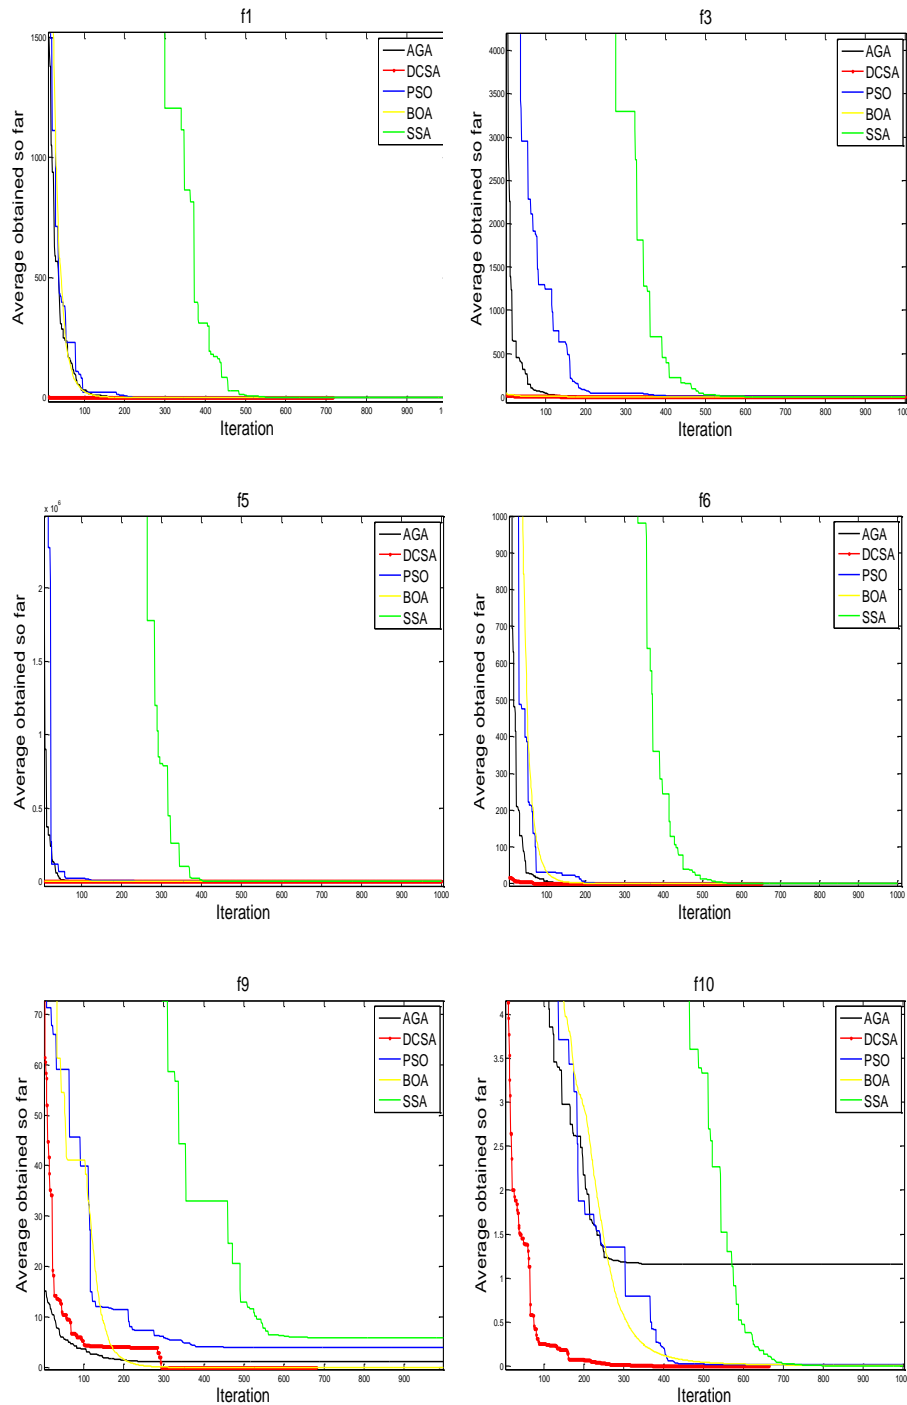 f1
1500
1000
500
0
100 200 300 400 500 600 700 800 900
Average obtained so far
Iteration
AGA
DCSA
PSO
BOA
SSA
f3
4000
3500
3000
2500
2000
1500
1000
500
0
100 200 300 400 500 600 700 800 900 1000
Average obtained so far
Iteration
AGA
DCSA
PSO
BOA
SSA
f5
x 10^6
2
1.5
1
0.5
0
100 200 300 400 500 600 700 800 900 1000
Average obtained so far
Iteration
AGA
DCSA
PSO
BOA
SSA
f6
1000
900
800
700
600
500
400
300
200
100
0
100 200 300 400 500 600 700 800 900 1000
Average obtained so far
Iteration
AGA
DCSA
PSO
BOA
SSA
f9
70
60
50
40
30
20
10
0
100 200 300 400 500 600 700 800 900
Average obtained so far
Iteration
AGA
DCSA
PSO
BOA
SSA
f10
4
3.5
3
2.5
2
1.5
1
0.5
0
100 200 300 400 500 600 700 800 900 1000
Average obtained so far
Iteration
AGA
DCSA
PSO
BOA
SSA